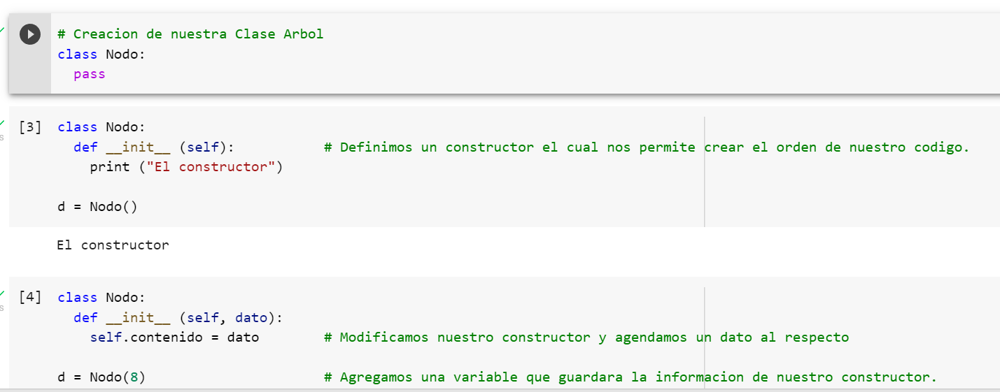 # Creacion de nuestra Clase Arbol
class Nodo:
  pass
[3] class Nodo:
  def __init__ (self):           # Definimos un constructor el cual nos permite crear el orden de nuestro codigo.
    print ("El constructor")
d = Nodo()
El constructor
[4] class Nodo:
  def __init__ (self, dato):
    self.contenido = dato        # Modificamos nuestro constructor y agendamos un dato al respecto
d = Nodo(8)                      # Agregamos una variable que guardara la informacion de nuestro constructor.